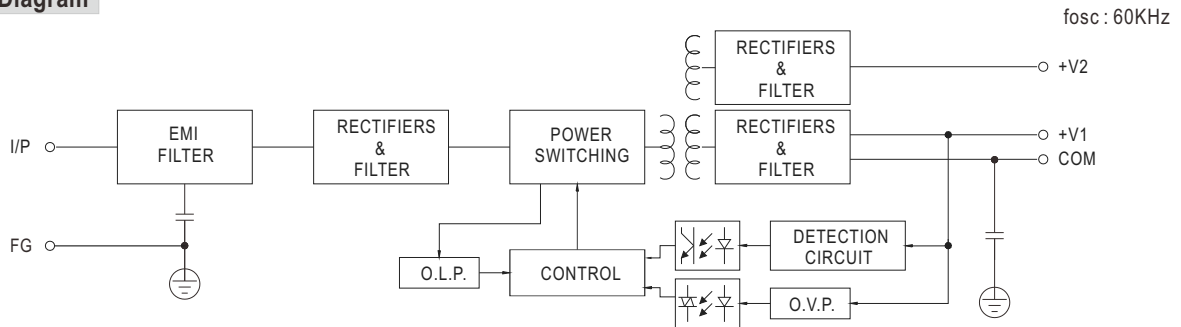 Diagram
fosc : 60KHz
RECTIFIERS
&
FILTER
+V2
I/P
EMI
FILTER
RECTIFIERS
&
FILTER
POWER
SWITCHING
RECTIFIERS
&
FILTER
+V1
COM
FG
O.L.P.
CONTROL
DETECTION
CIRCUIT
O.V.P.